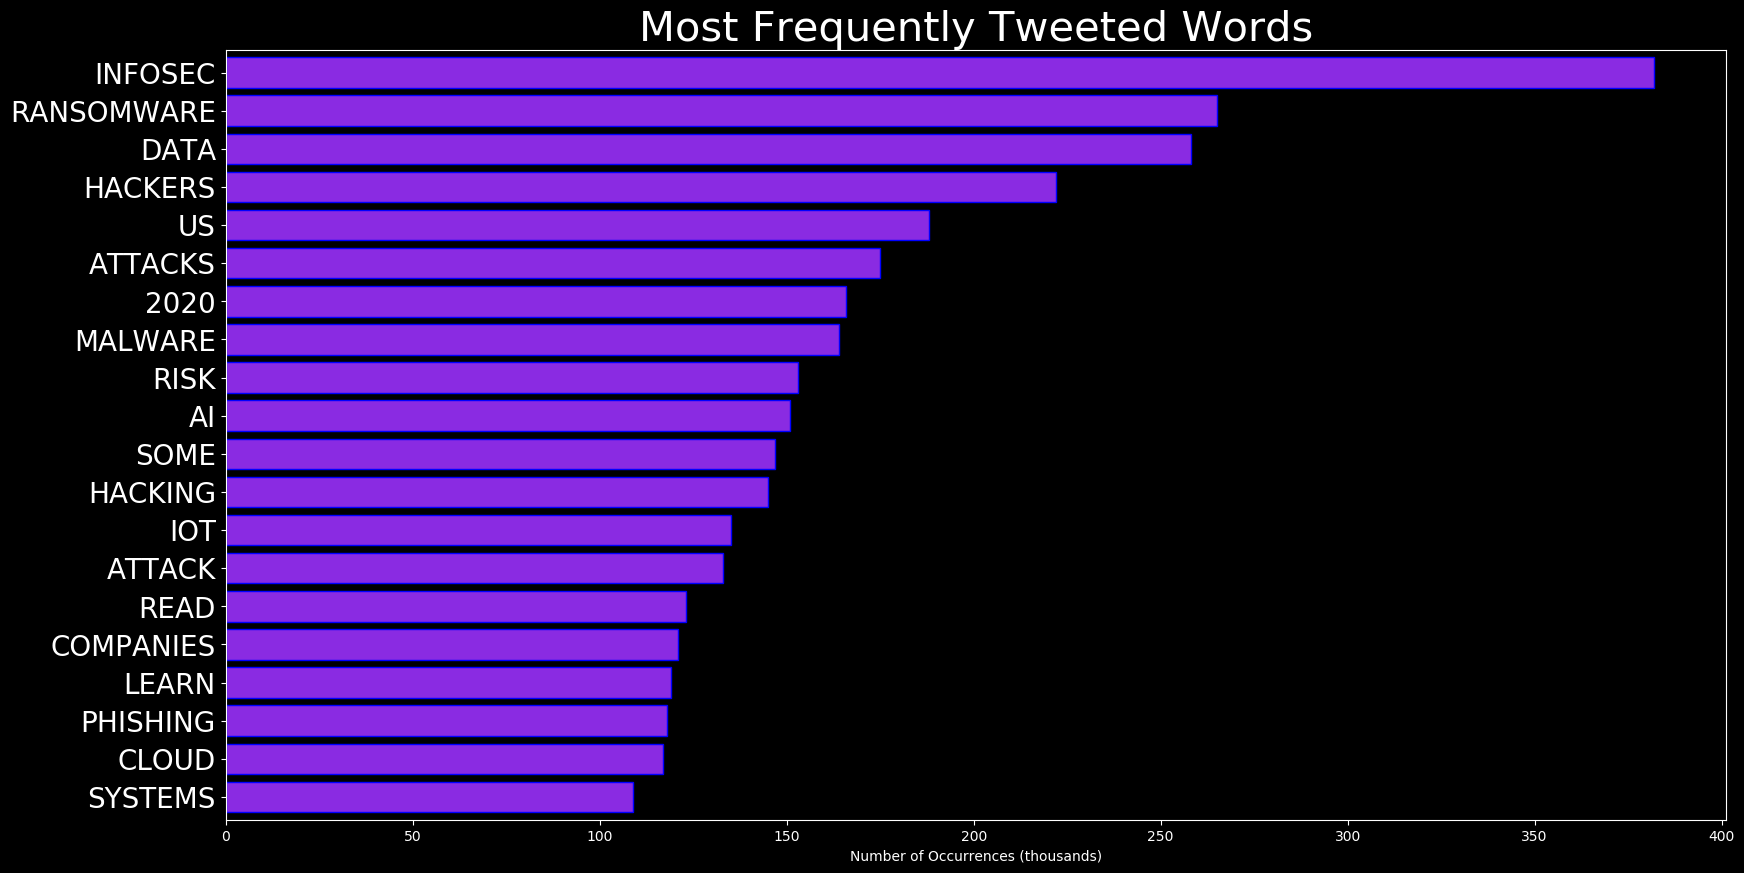 Most Frequently Tweeted Words
INFOSEC
RANSOMWARE
DATA
HACKERS
US
ATTACKS
2020
MALWARE
RISK
AI
SOME
HACKING
IOT
ATTACK
READ
COMPANIES
LEARN
PHISHING
CLOUD
SYSTEMS
0 50 100 150 200 250 300 350 400
Number of Occurrences (thousands)